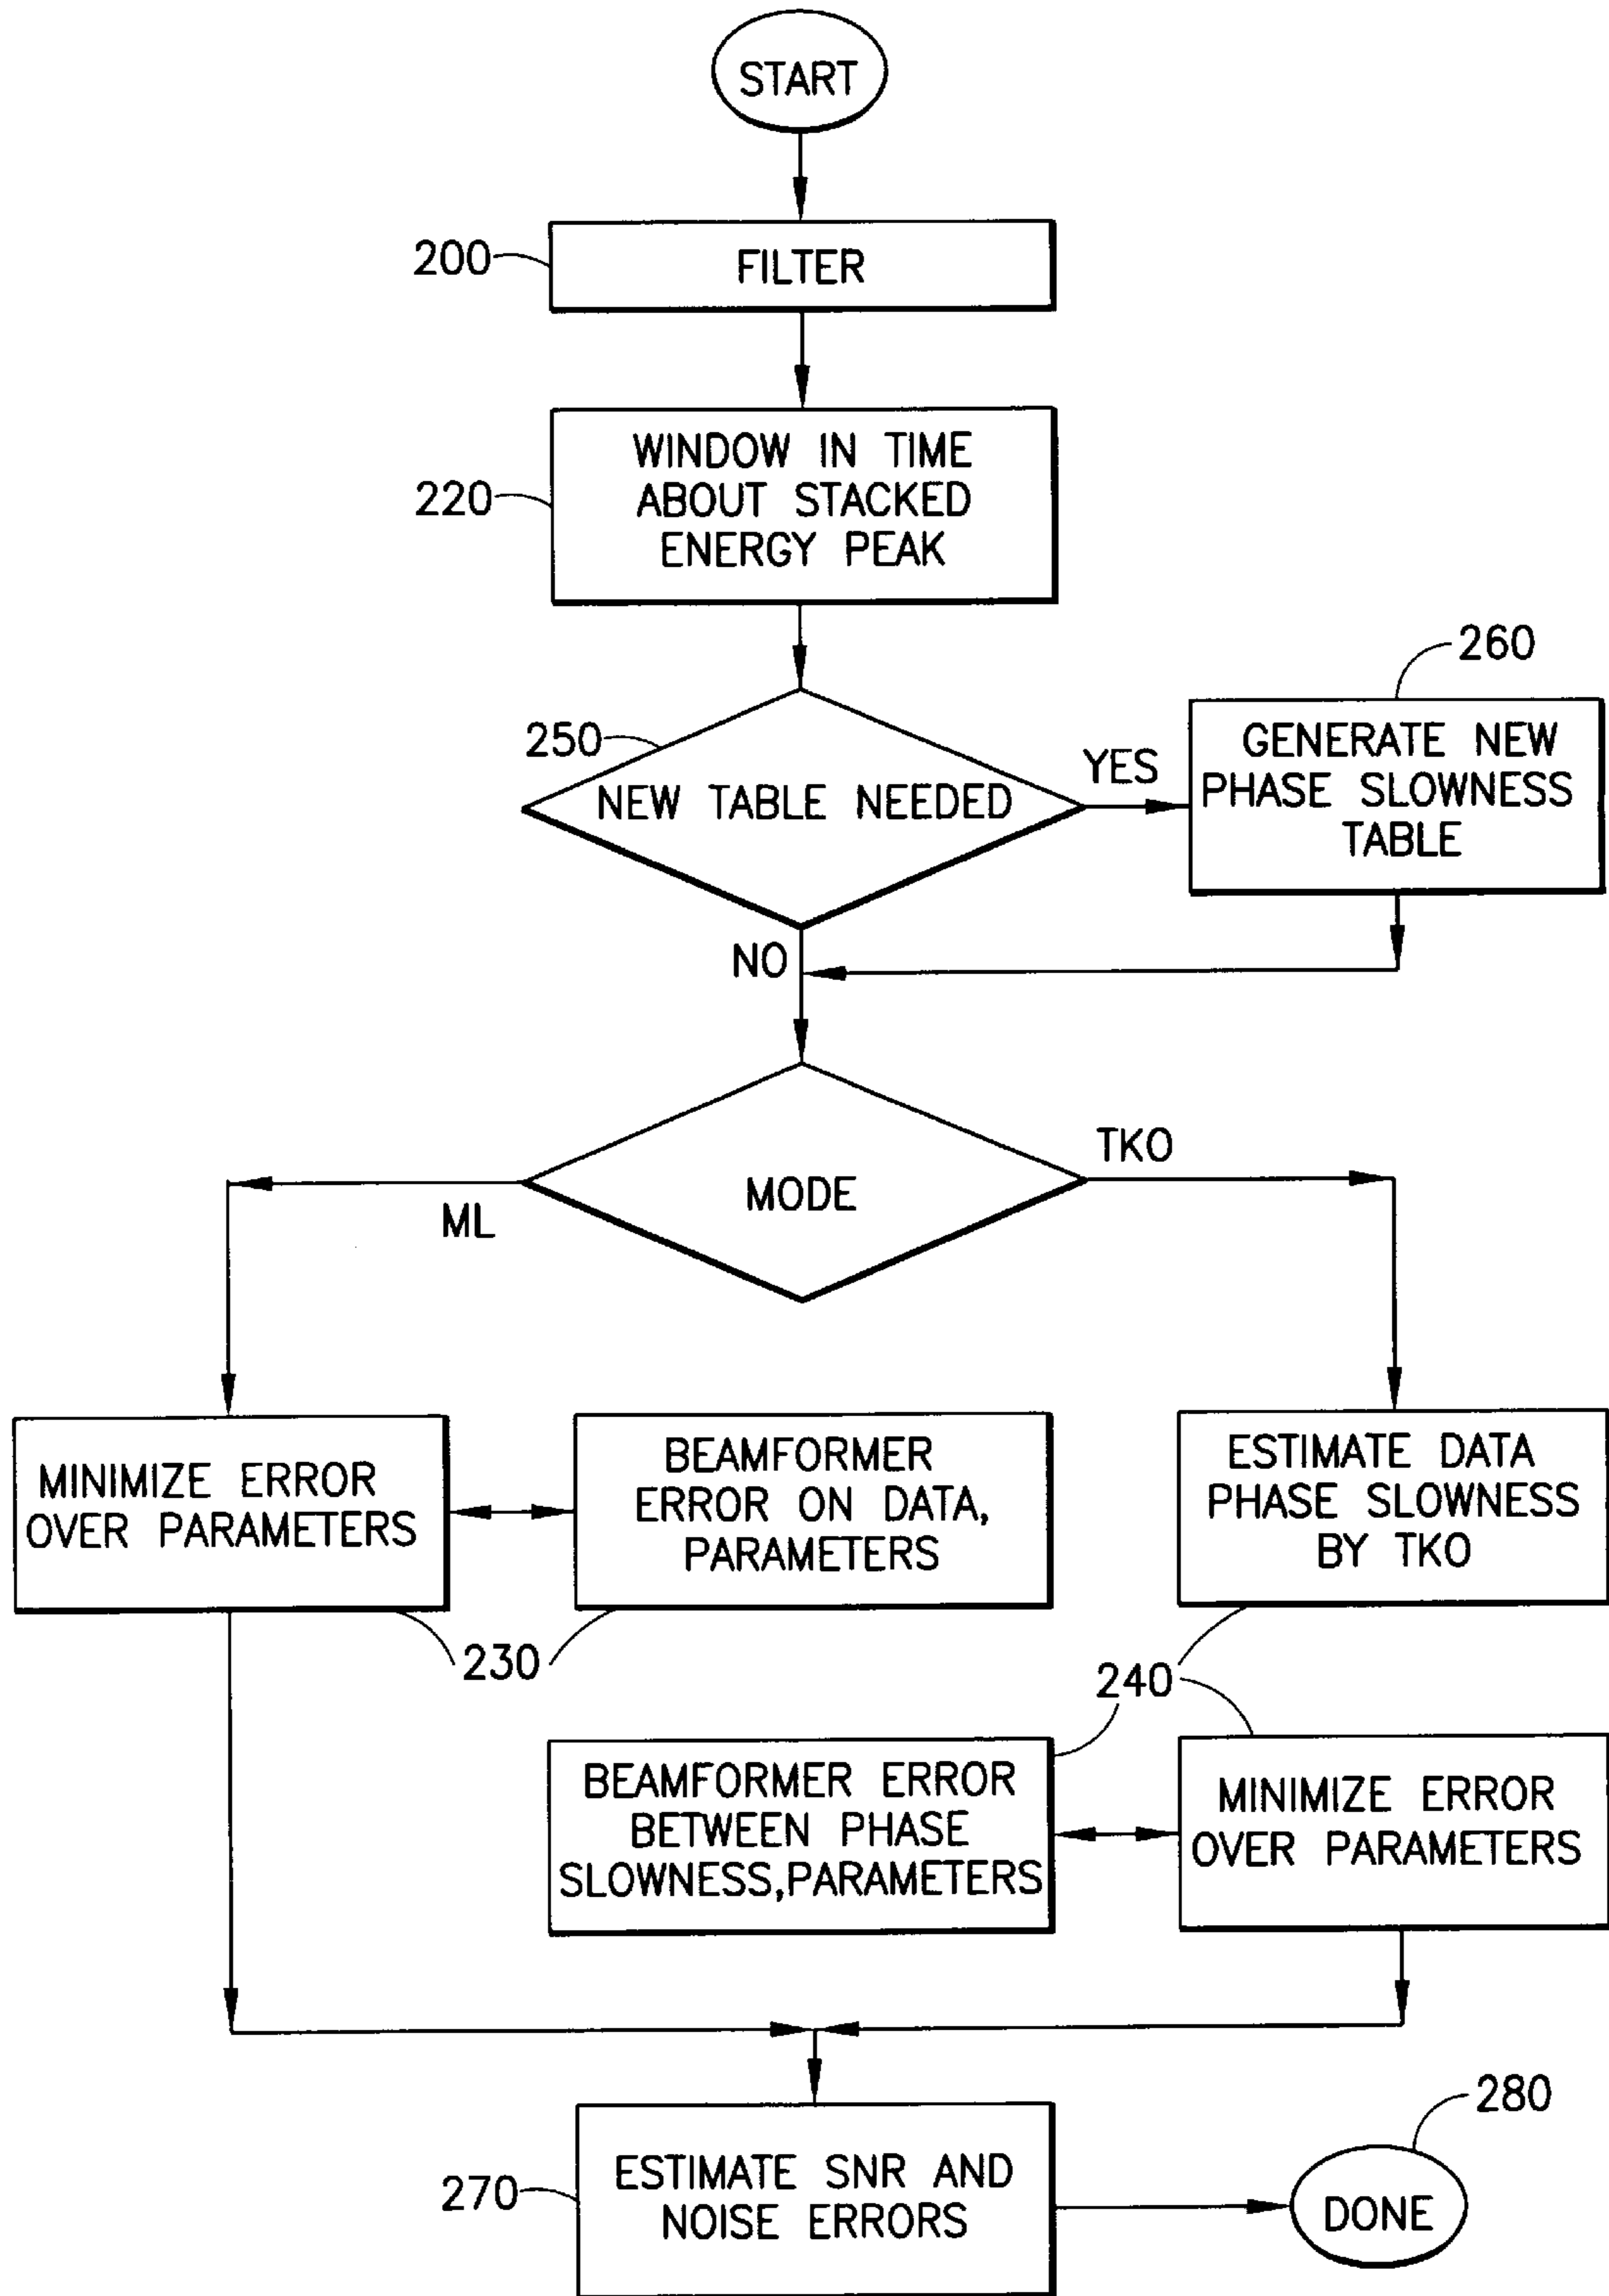 START
200
FILTER
220
WINDOW IN TIME
ABOUT STACKED
ENERGY PEAK
250
NEW TABLE NEEDED
YES
260
GENERATE NEW
PHASE SLOWNESS
TABLE
NO
MODE
ML
TKO
MINIMIZE ERROR
OVER PARAMETERS
BEAMFORMER
ERROR ON DATA,
PARAMETERS
230
ESTIMATE DATA
PHASE SLOWNESS
BY TKO
240
BEAMFORMER ERROR
BETWEEN PHASE
SLOWNESS,PARAMETERS
MINIMIZE ERROR
OVER PARAMETERS
270
ESTIMATE SNR AND
NOISE ERRORS
280
DONE